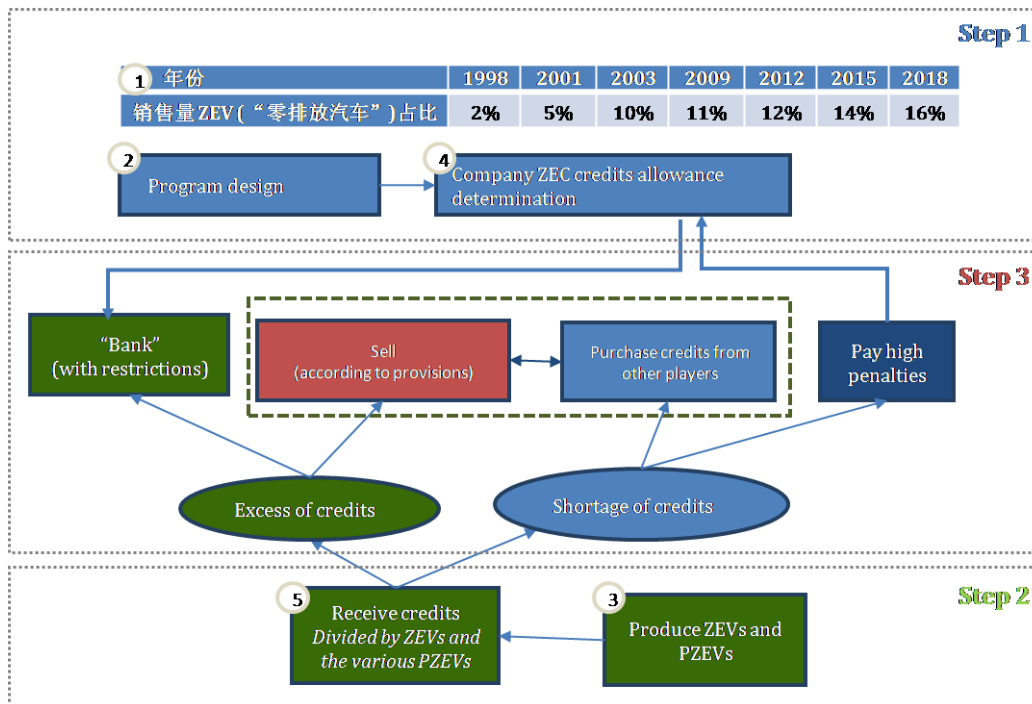 Step 1
1 年份 1998 2001 2003 2009 2012 2015 2018
销售量ZEV(“零排放汽车”)占比 2% 5% 10% 11% 12% 14% 16%
2
Program design
4
Company ZEC credits allowance
determination
Step 3
“Bank”
(with restrictions)
Sell
(according to provisions)
Purchase credits from
other players
Pay high
penalties
Excess of credits
Shortage of credits
Step 2
5
Receive credits
Divided by ZEVs and
the various PZEVs
3
Produce ZEVs and
PZEVs